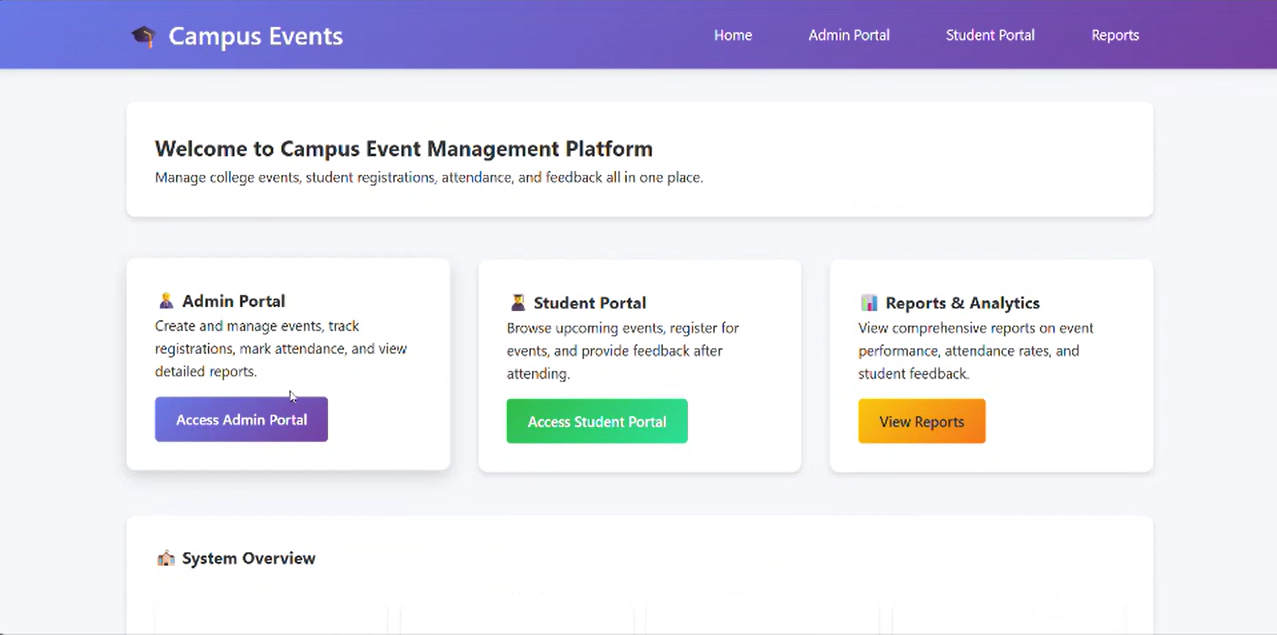 Campus Events
Home
Admin Portal
Student Portal
Reports
Welcome to Campus Event Management Platform
Manage college events, student registrations, attendance, and feedback all in one place.
Admin Portal
Create and manage events, track
registrations, mark attendance, and view
detailed reports.
Access Admin Portal
Student Portal
Browse upcoming events, register for
events, and provide feedback after
attending.
Access Student Portal
Reports & Analytics
View comprehensive reports on event
performance, attendance rates, and
student feedback.
View Reports
System Overview